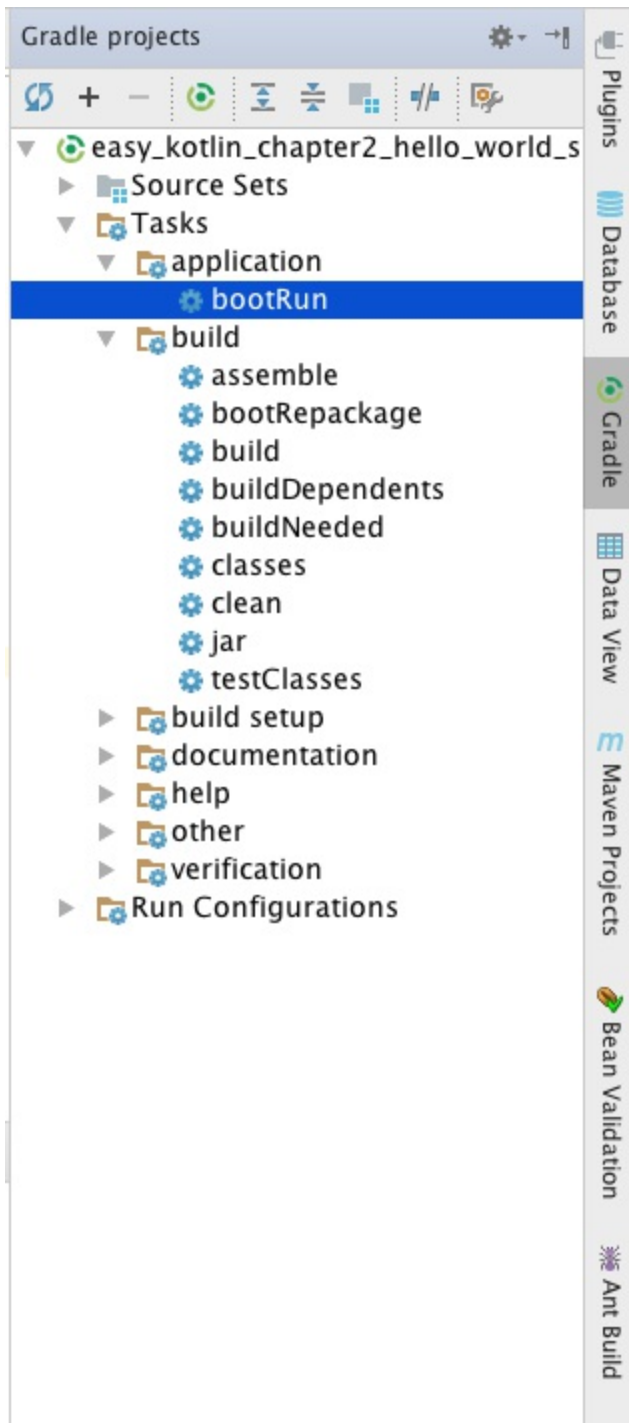 Gradle projects
easy_kotlin_chapter2_hello_world_s
Source Sets
Tasks
application
bootRun
build
assemble
bootRepackage
build
buildDependents
buildNeeded
classes
clean
jar
testClasses
build setup
documentation
help
other
verification
Run Configurations
Plugins
Database
Gradle
Data View
Maven Projects
Bean Validation
Ant Build